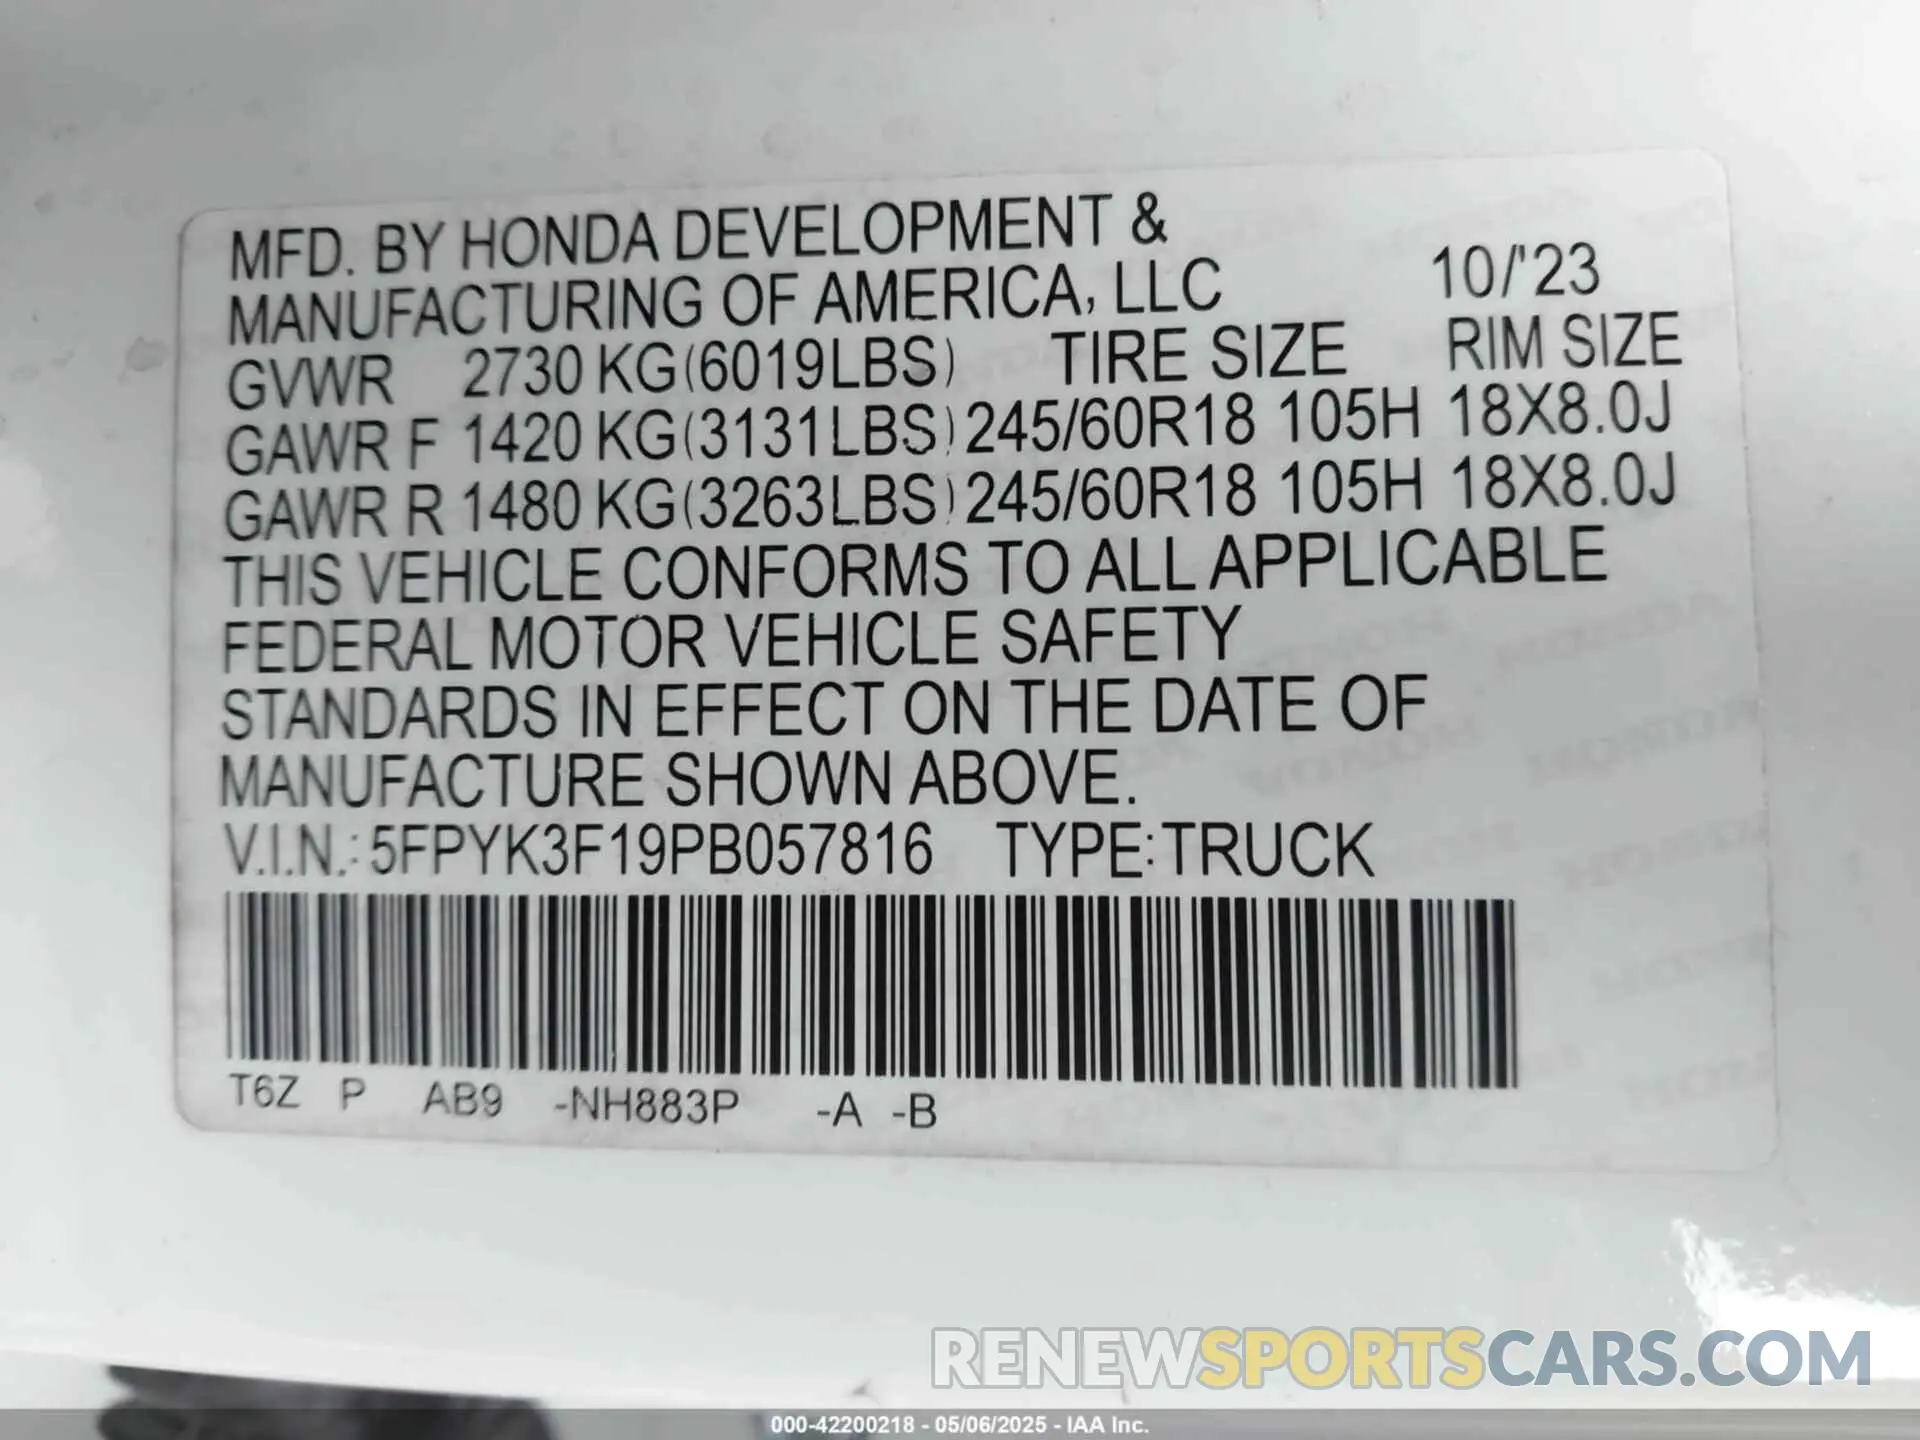 MFD. BY HONDA DEVELOPMENT &
MANUFACTURING OF AMERICA, LLC 10/'23
GVWR 2730 KG(6019LBS) TIRE SIZE RIM SIZE
GAWR F 1420 KG(3131LBS) 245/60R18 105H 18X8.0J
GAWR R 1480 KG(3263LBS) 245/60R18 105H 18X8.0J
THIS VEHICLE CONFORMS TO ALL APPLICABLE
FEDERAL MOTOR VEHICLE SAFETY
STANDARDS IN EFFECT ON THE DATE OF
MANUFACTURE SHOWN ABOVE.
V.I.N.: 5FPYK3F19PB057816 TYPE:TRUCK
T6Z P AB9 -NH883P -A -B
RENEWSPORTSCARS.COM
000-42200218 - 05/06/2025 - IAA Inc.